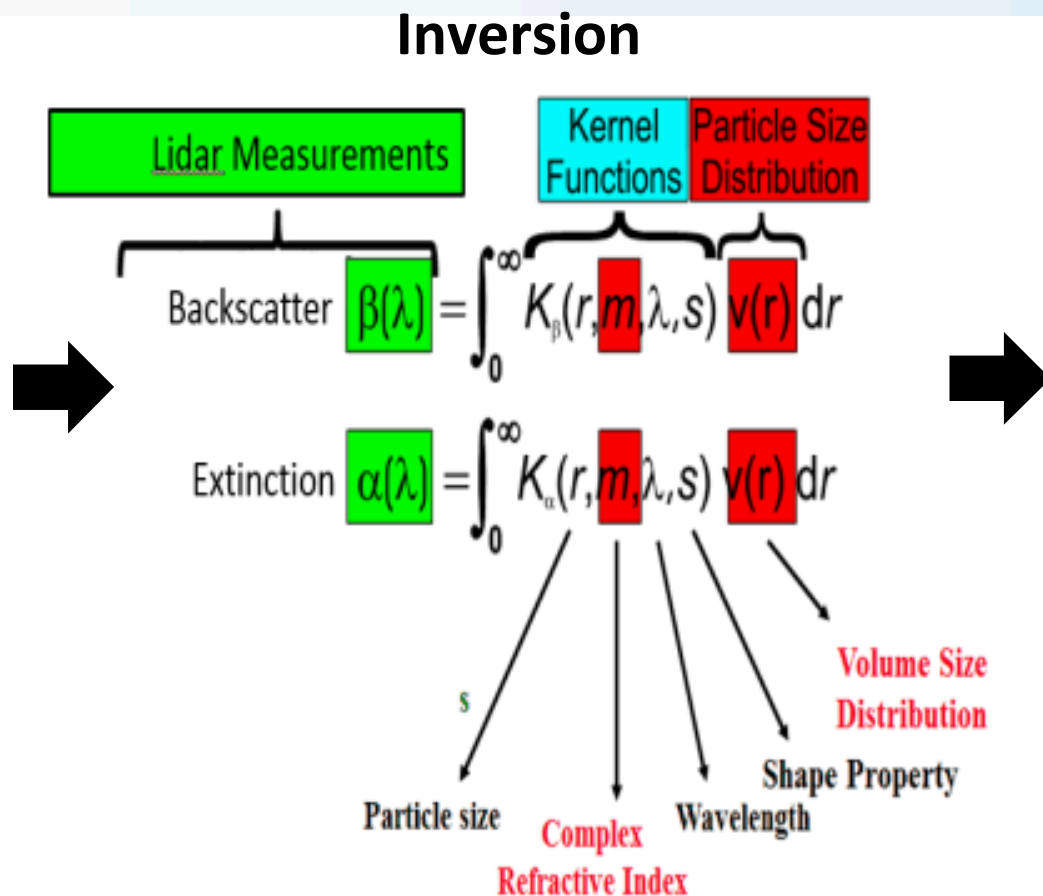 Inversion
Lidar Measurements
Kernel
Functions
Particle Size
Distribution
Backscatter β(λ) = ∫₀^∞ K_β(r,m,λ,s) v(r) dr
Extinction α(λ) = ∫₀^∞ K_α(r,m,λ,s) v(r) dr
s
Volume Size
Distribution
Shape Property
Particle size
Wavelength
Complex
Refractive Index